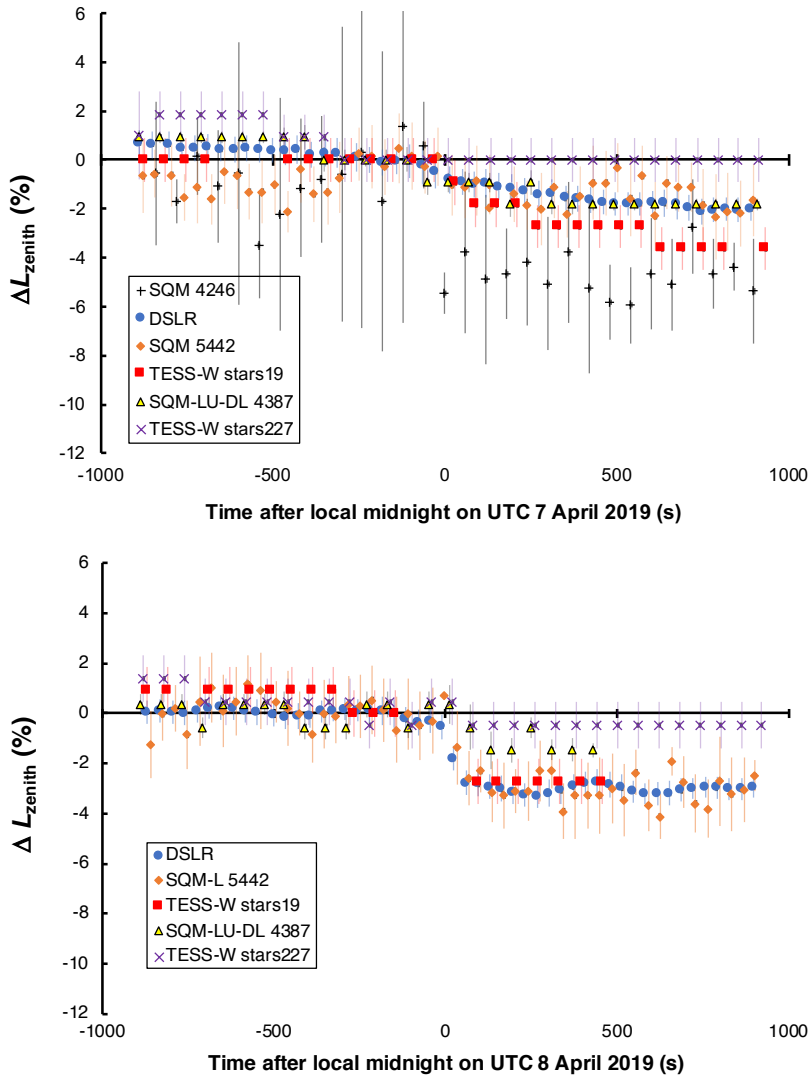 6
4
2
0
-2
-4
-6
-8
-10
-12
ΔLzenith (%)
SQM 4246
DSLR
SQM 5442
TESS-W stars19
SQM-LU-DL 4387
TESS-W stars227
-1000 -500 0 500 1000
Time after local midnight on UTC 7 April 2019 (s)
6
4
2
0
-2
-4
-6
-8
-10
-12
Δ Lzenith (%)
DSLR
SQM-L 5442
TESS-W stars19
SQM-LU-DL 4387
TESS-W stars227
-1000 -500 0 500 1000
Time after local midnight on UTC 8 April 2019 (s)